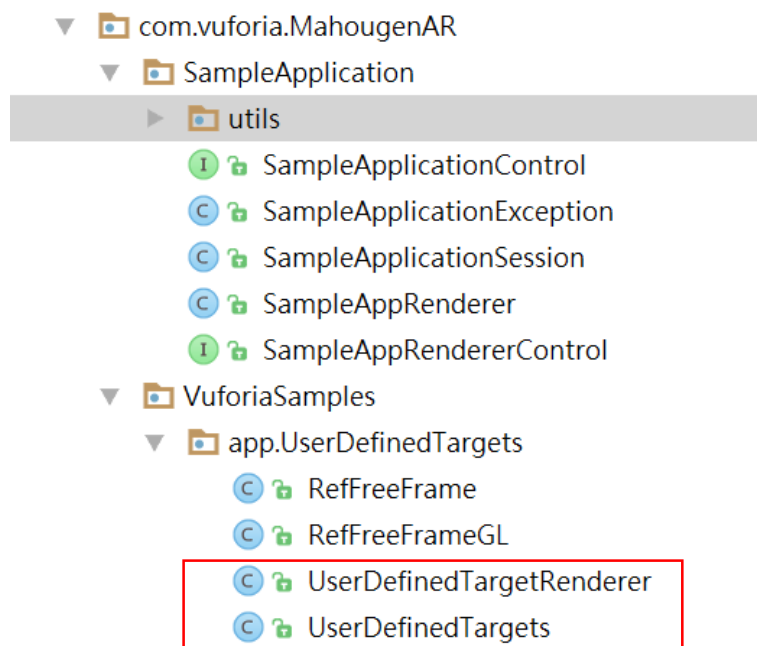 com.vuforia.MahougenAR
SampleApplication
utils
I SampleApplicationControl
C SampleApplicationException
C SampleApplicationSession
C SampleAppRenderer
I SampleAppRendererControl
VuforiaSamples
app.UserDefinedTargets
C RefFreeFrame
C RefFreeFrameGL
C UserDefinedTargetRenderer
C UserDefinedTargets